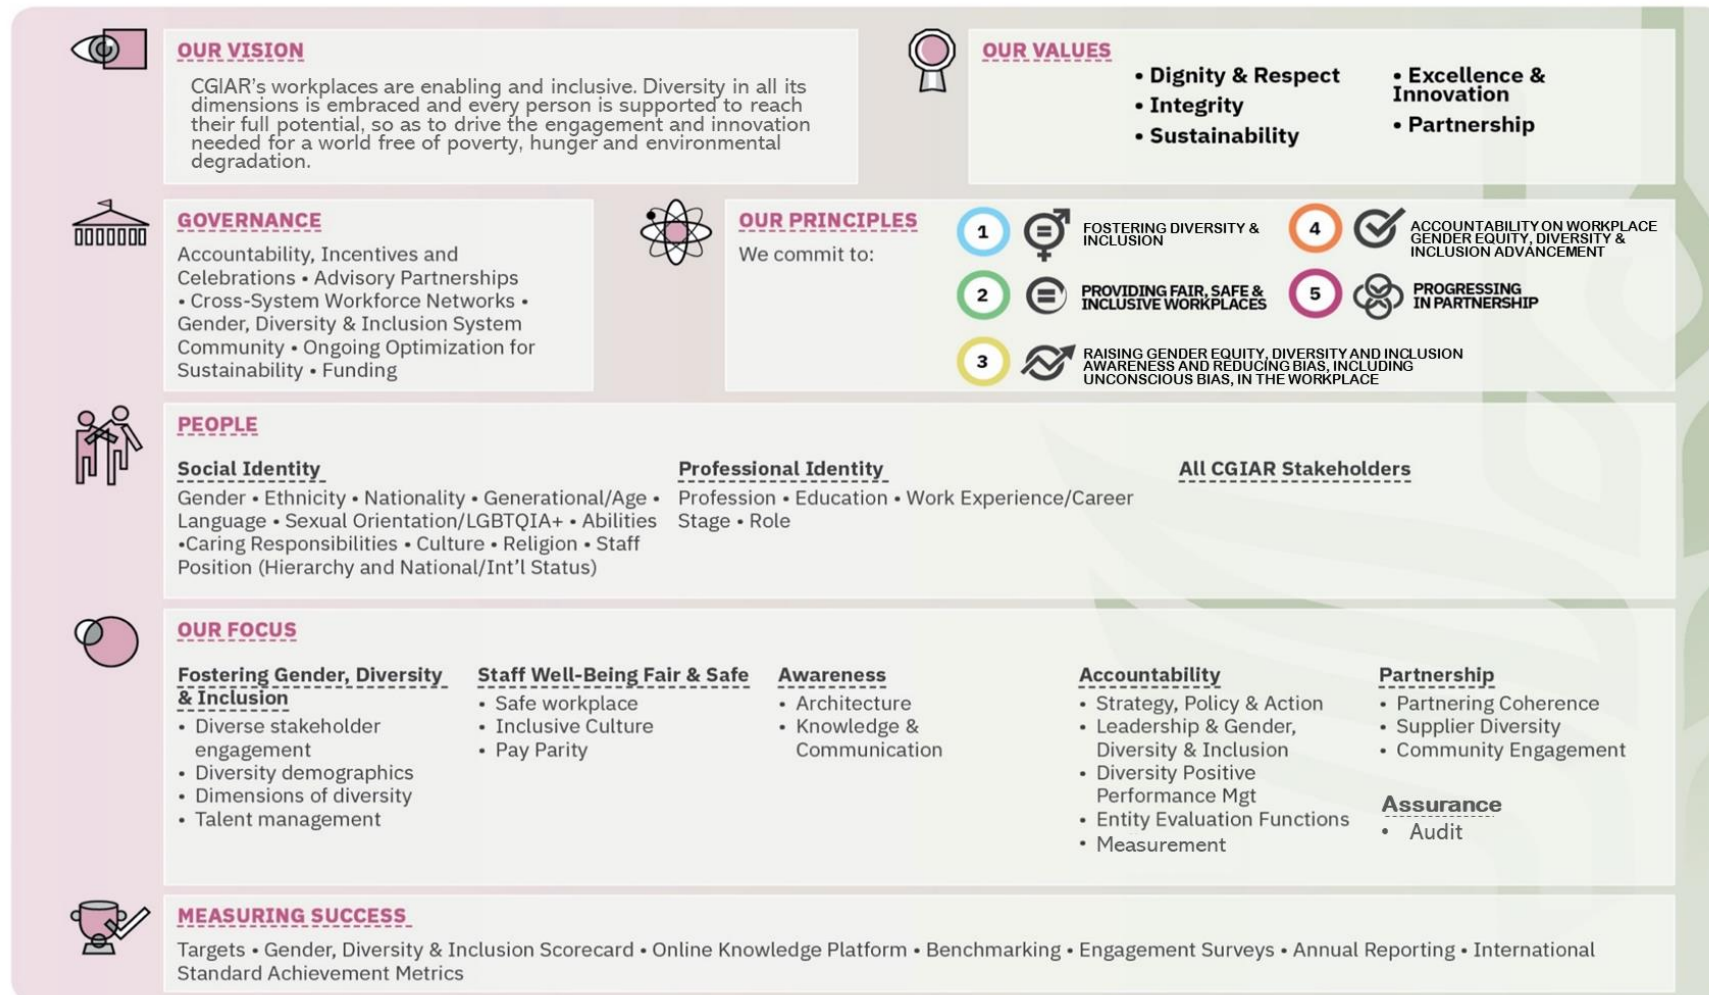 OUR VISION
CGIAR's workplaces are enabling and inclusive. Diversity in all its
dimensions is embraced and every person is supported to reach
their full potential, so as to drive the engagement and innovation
needed for a world free of poverty, hunger and environmental
degradation.
OUR VALUES
• Dignity & Respect
• Integrity
• Sustainability
• Excellence &
Innovation
• Partnership
GOVERNANCE
Accountability, Incentives and
Celebrations • Advisory Partnerships
• Cross-System Workforce Networks •
Gender, Diversity & Inclusion System
Community • Ongoing Optimization for
Sustainability • Funding
OUR PRINCIPLES
We commit to:
1 FOSTERING DIVERSITY &
INCLUSION
2 PROVIDING FAIR, SAFE &
INCLUSIVE WORKPLACES
3 RAISING GENDER EQUITY, DIVERSITY AND INCLUSION
AWARENESS AND REDUCING BIAS, INCLUDING
UNCONSCIOUS BIAS, IN THE WORKPLACE
4 ACCOUNTABILITY ON WORKPLACE
GENDER EQUITY, DIVERSITY &
INCLUSION ADVANCEMENT
5 PROGRESSING
IN PARTNERSHIP
PEOPLE
Social Identity
Gender • Ethnicity • Nationality • Generational/Age •
Language • Sexual Orientation/LGBTQIA+ • Abilities
•Caring Responsibilities • Culture • Religion • Staff
Position (Hierarchy and National/Int'l Status)
Professional Identity
Profession • Education • Work Experience/Career
Stage • Role
All CGIAR Stakeholders
OUR FOCUS
Fostering Gender, Diversity
& Inclusion
• Diverse stakeholder
engagement
• Diversity demographics
• Dimensions of diversity
• Talent management
Staff Well-Being Fair & Safe
• Safe workplace
• Inclusive Culture
• Pay Parity
Awareness
• Architecture
• Knowledge &
Communication
Accountability
• Strategy, Policy & Action
• Leadership & Gender,
Diversity & Inclusion
• Diversity Positive
Performance Mgt
• Entity Evaluation Functions
• Measurement
Partnership
• Partnering Coherence
• Supplier Diversity
• Community Engagement
Assurance
• Audit
MEASURING SUCCESS
Targets • Gender, Diversity & Inclusion Scorecard • Online Knowledge Platform • Benchmarking • Engagement Surveys • Annual Reporting • International
Standard Achievement Metrics